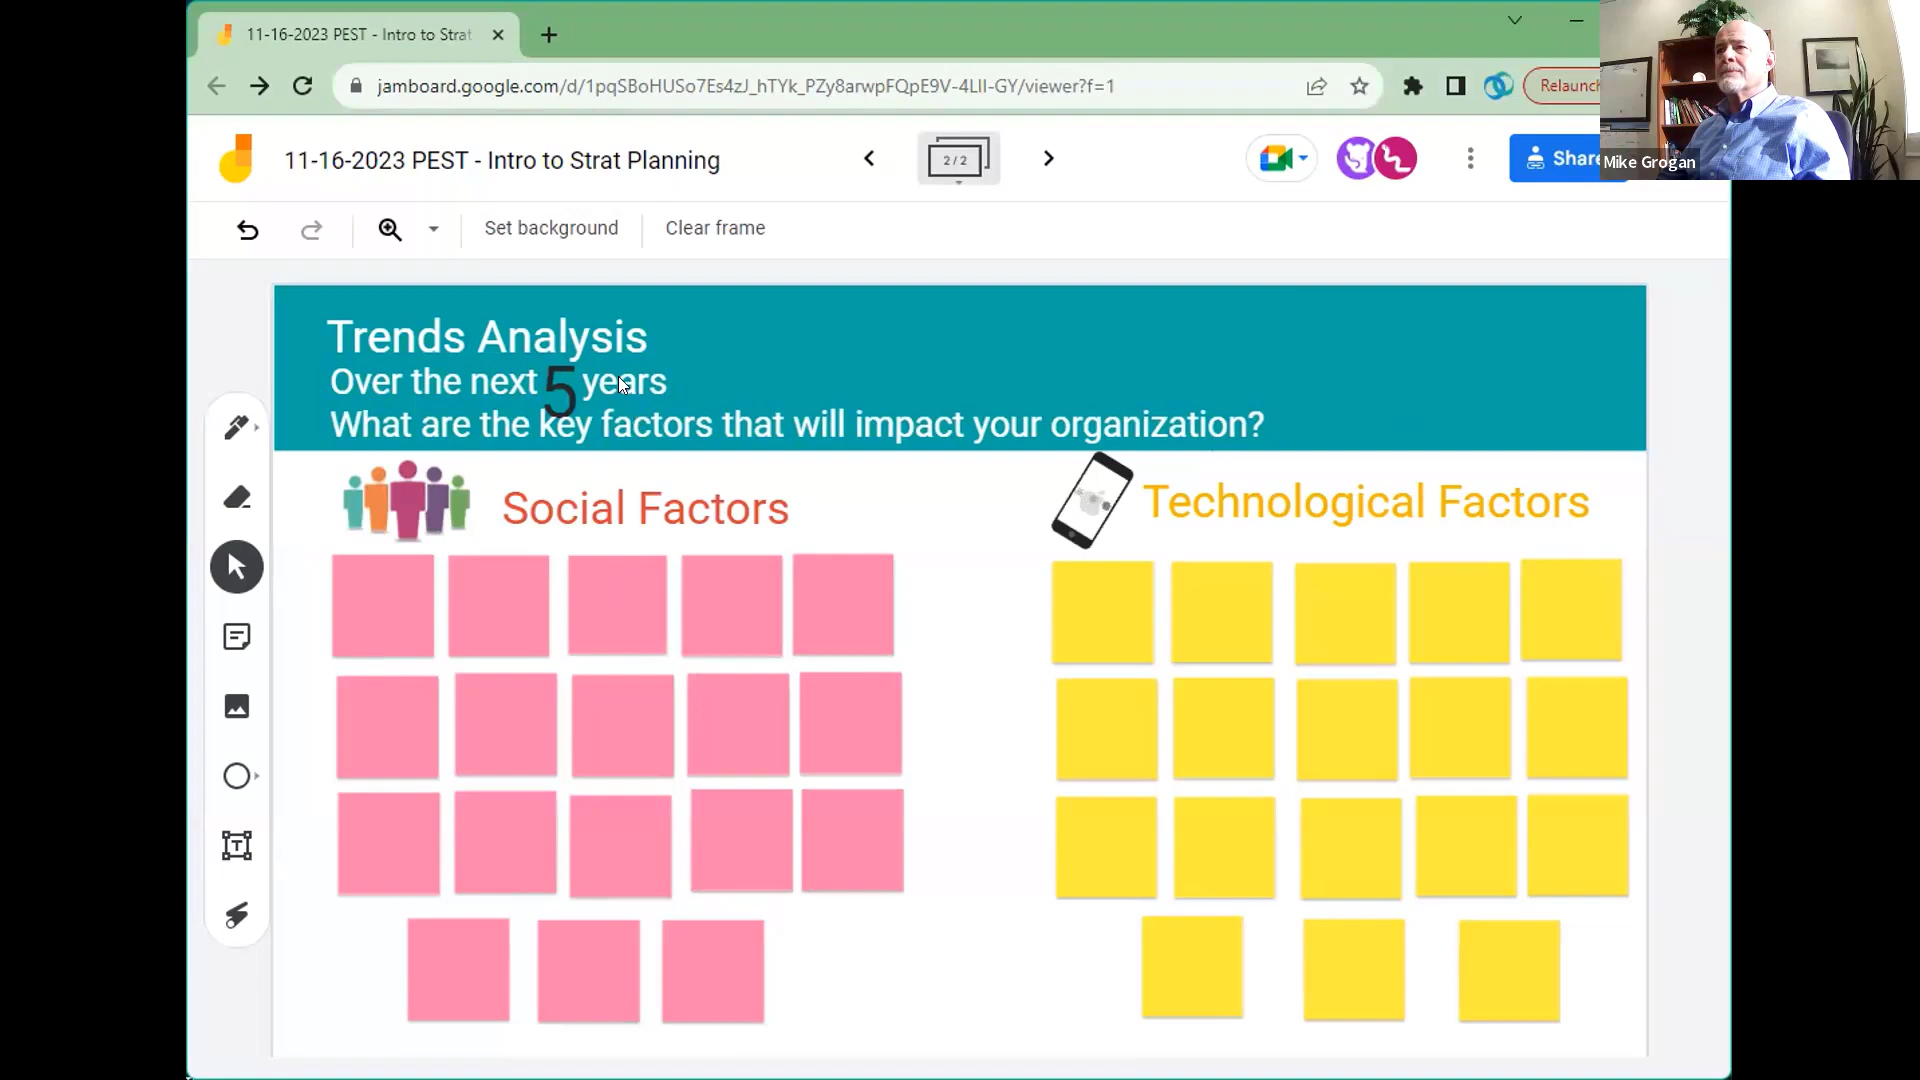 11-16-2023 PEST - Intro to Strat
jamboard.google.com/d/1pqSBoHUSo7Es4zJ_hTYk_PZy8arwpFQpE9V-4LlI-GY/viewer?f=1
Relaunc
11-16-2023 PEST - Intro to Strat Planning
2 / 2
Share
Mike Grogan
Set background
Clear frame
Trends Analysis
Over the next 5 years
What are the key factors that will impact your organization?
Social Factors
Technological Factors